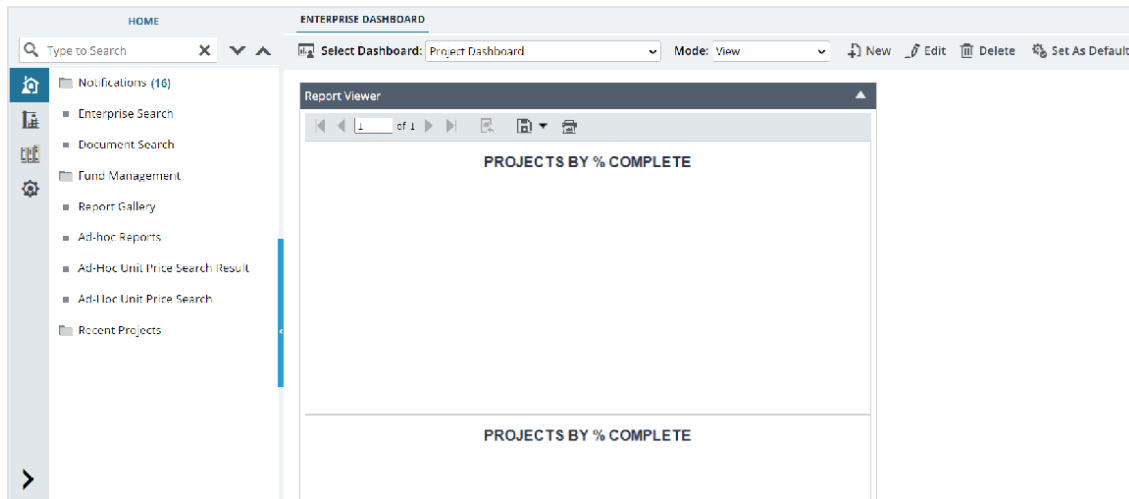 HOME
Type to Search
Notifications (16)
Enterprise Search
Document Search
Fund Management
Report Gallery
Ad-hoc Reports
Ad-Hoc Unit Price Search Result
Ad-Hoc Unit Price Search
Recent Projects
ENTERPRISE DASHBOARD
Select Dashboard: Project Dashboard Mode: View New Edit Delete Set As Default
Report Viewer
1 of 1
PROJECTS BY % COMPLETE
PROJECTS BY % COMPLETE